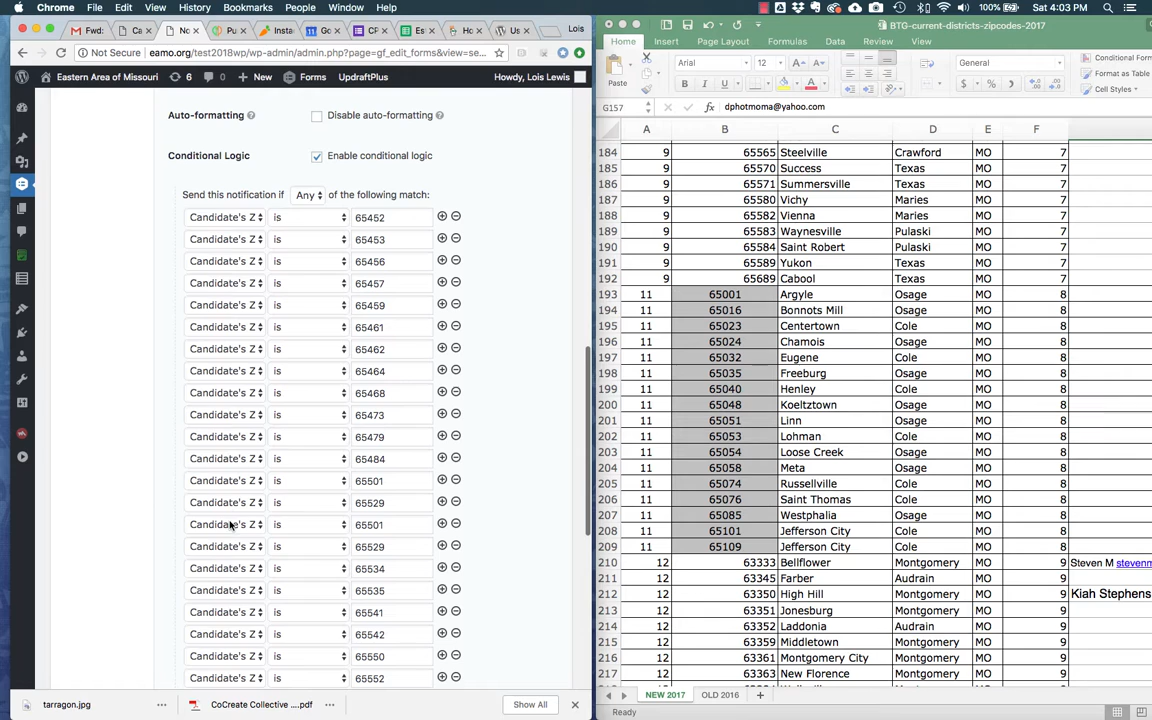 Chrome File Edit View History Bookmarks People Window Help 100% Sat 4:03 PM
Fwd: Ca No Pu Insta Go CF Es Ho Us Lois
Not Secure eamo.org/test2018wp/wp-admin/admin.php?page=gf_edit_forms&view=se...
Eastern Area of Missouri 6 0 New Forms UpdraftPlus Howdy, Lois Lewis
Auto-formatting Disable auto-formatting
Conditional Logic Enable conditional logic
Send this notification if Any of the following match:
Candidate's Z is 65452
Candidate's Z is 65453
Candidate's Z is 65456
Candidate's Z is 65457
Candidate's Z is 65459
Candidate's Z is 65461
Candidate's Z is 65462
Candidate's Z is 65464
Candidate's Z is 65468
Candidate's Z is 65473
Candidate's Z is 65479
Candidate's Z is 65484
Candidate's Z is 65501
Candidate's Z is 65529
Candidate's Z is 65501
Candidate's Z is 65529
Candidate's Z is 65534
Candidate's Z is 65535
Candidate's Z is 65541
Candidate's Z is 65542
Candidate's Z is 65550
Candidate's Z is 65552
tarragon.jpg CoCreate Collective ....pdf Show All
BTG-current-districts-zipcodes-2017
Home Insert Page Layout Formulas Data Review View
Paste Arial 12 General Conditional Form
Format as Table
Cell Styles
G157 fx dphotmoma@yahoo.com
A B C D E F
184 9 65565 Steelville Crawford MO 7
185 9 65570 Success Texas MO 7
186 9 65571 Summersville Texas MO 7
187 9 65580 Vichy Maries MO 7
188 9 65582 Vienna Maries MO 7
189 9 65583 Waynesville Pulaski MO 7
190 9 65584 Saint Robert Pulaski MO 7
191 9 65589 Yukon Texas MO 7
192 9 65689 Cabool Texas MO 7
193 11 65001 Argyle Osage MO 8
194 11 65016 Bonnots Mill Osage MO 8
195 11 65023 Centertown Cole MO 8
196 11 65024 Chamois Osage MO 8
197 11 65032 Eugene Cole MO 8
198 11 65035 Freeburg Osage MO 8
199 11 65040 Henley Cole MO 8
200 11 65048 Koeltztown Osage MO 8
201 11 65051 Linn Osage MO 8
202 11 65053 Lohman Cole MO 8
203 11 65054 Loose Creek Osage MO 8
204 11 65058 Meta Osage MO 8
205 11 65074 Russellville Cole MO 8
206 11 65076 Saint Thomas Cole MO 8
207 11 65085 Westphalia Osage MO 8
208 11 65101 Jefferson City Cole MO 8
209 11 65109 Jefferson City Cole MO 8
210 12 63333 Bellflower Montgomery MO 9 Steven M stevenm
211 12 63345 Farber Audrain MO 9
212 12 63350 High Hill Montgomery MO 9 Kiah Stephens
213 12 63351 Jonesburg Montgomery MO 9
214 12 63352 Laddonia Audrain MO 9
215 12 63359 Middletown Montgomery MO 9
216 12 63361 Montgomery City Montgomery MO 9
217 12 63363 New Florence Montgomery MO 9
NEW 2017 OLD 2016
Ready